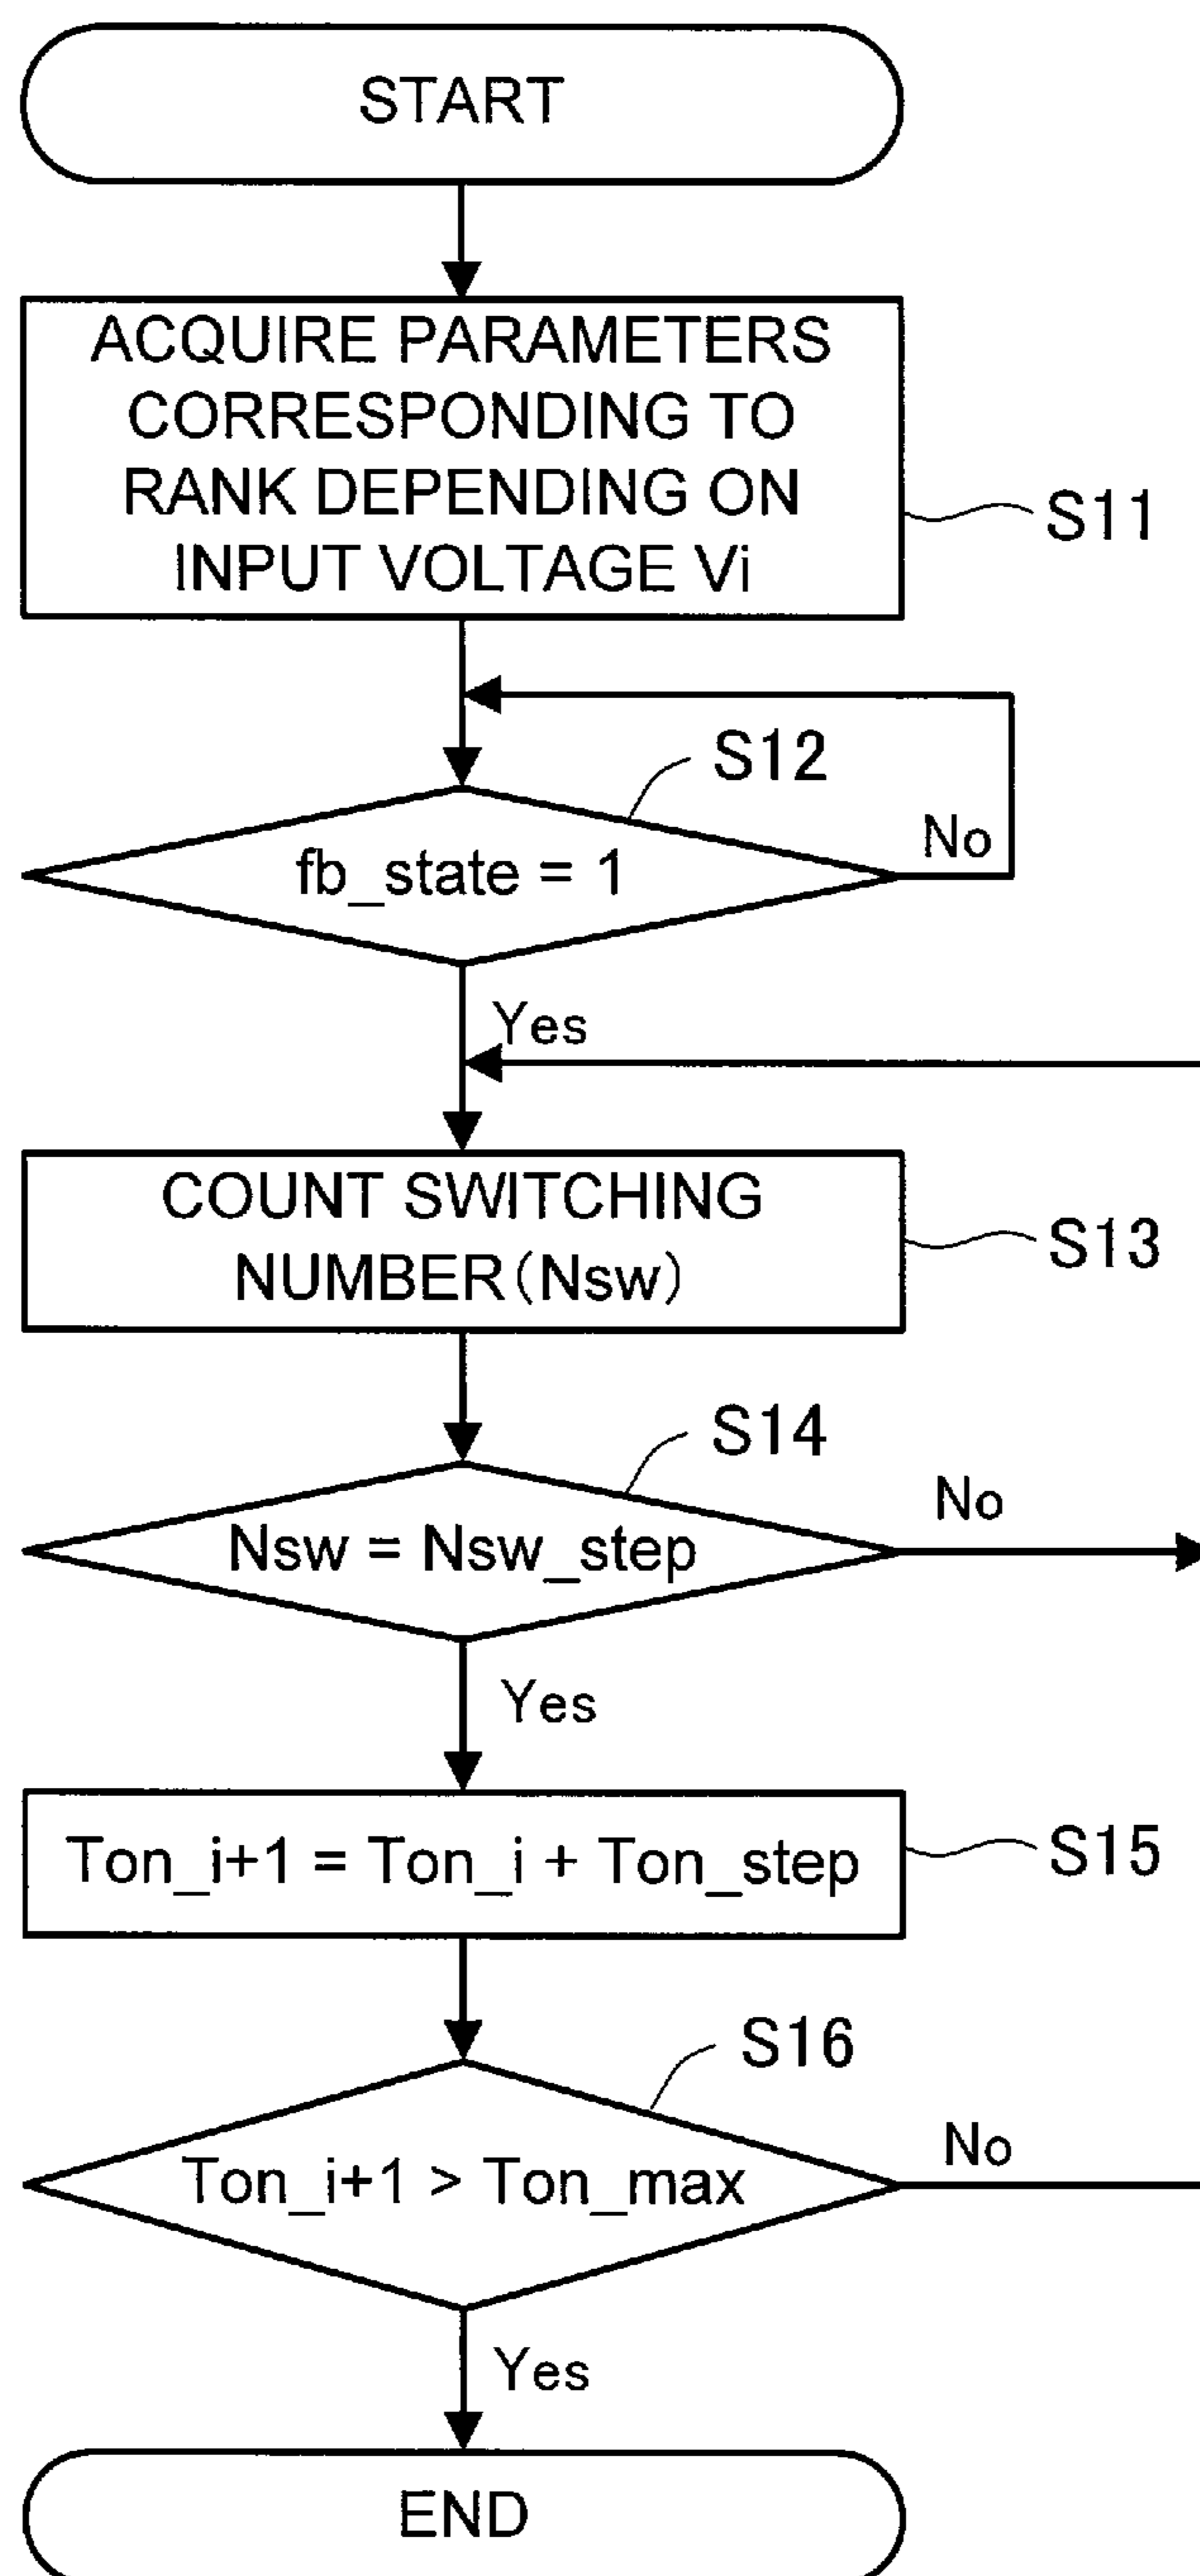 START
ACQUIRE PARAMETERS
CORRESPONDING TO
RANK DEPENDING ON
INPUT VOLTAGE Vi
S11
S12
fb_state = 1
No
Yes
COUNT SWITCHING
NUMBER(Nsw)
S13
S14
Nsw = Nsw_step
No
Yes
Ton_i+1 = Ton_i + Ton_step
S15
S16
Ton_i+1 > Ton_max
No
Yes
END